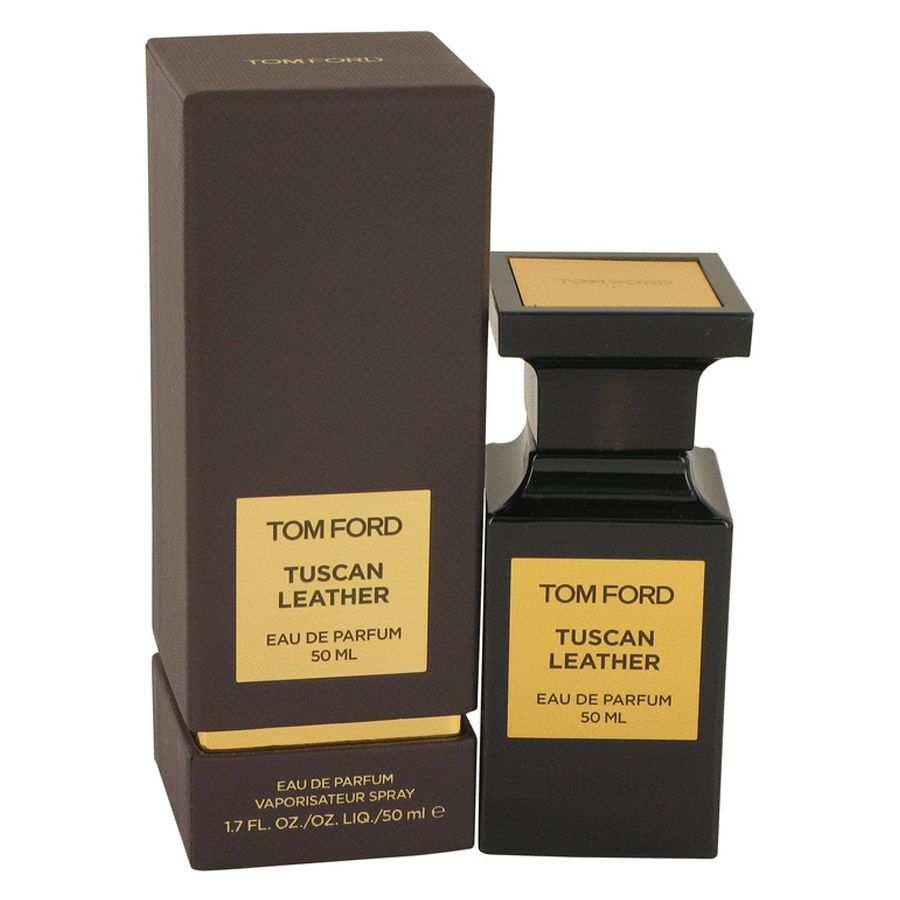 TOM FORD
TOM FORD
TUSCAN
LEATHER
EAU DE PARFUM
50 ML
EAU DE PARFUM
VAPORISATEUR SPRAY
1.7 FL. OZ./OZ. LIQ./50 ml ℮
TOM FORD
TOM FORD
TUSCAN
LEATHER
EAU DE PARFUM
50 ML